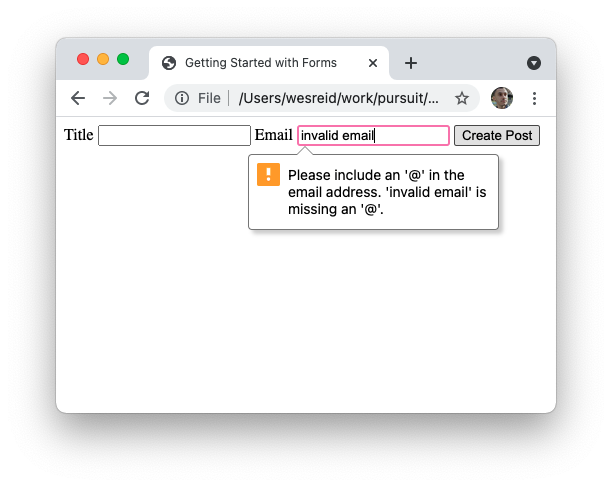 Getting Started with Forms
File /Users/wesreid/work/pursuit/...
Title Email invalid email Create Post
Please include an '@' in the
email address. 'invalid email' is
missing an '@'.